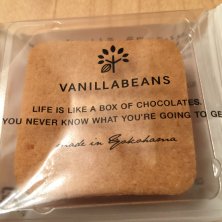 VANILLABEANS
LIFE IS LIKE A BOX OF CHOCOLATES.
YOU NEVER KNOW WHAT YOU'RE GOING TO GE
made in Yokohama